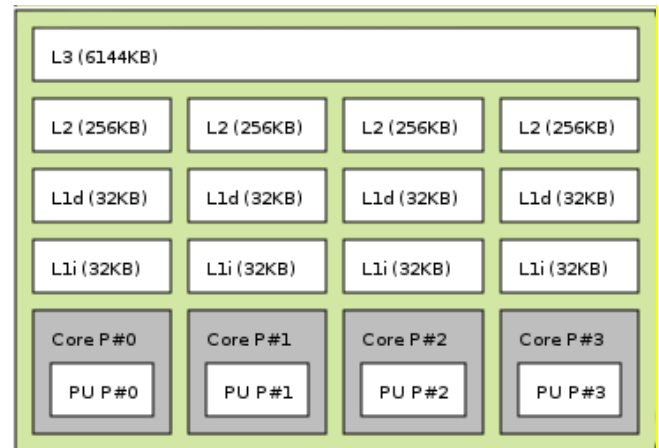 L3 (6144KB)
L2 (256KB) L2 (256KB) L2 (256KB) L2 (256KB)
L1d (32KB) L1d (32KB) L1d (32KB) L1d (32KB)
L1i (32KB) L1i (32KB) L1i (32KB) L1i (32KB)
Core P#0 Core P#1 Core P#2 Core P#3
PU P#0 PU P#1 PU P#2 PU P#3